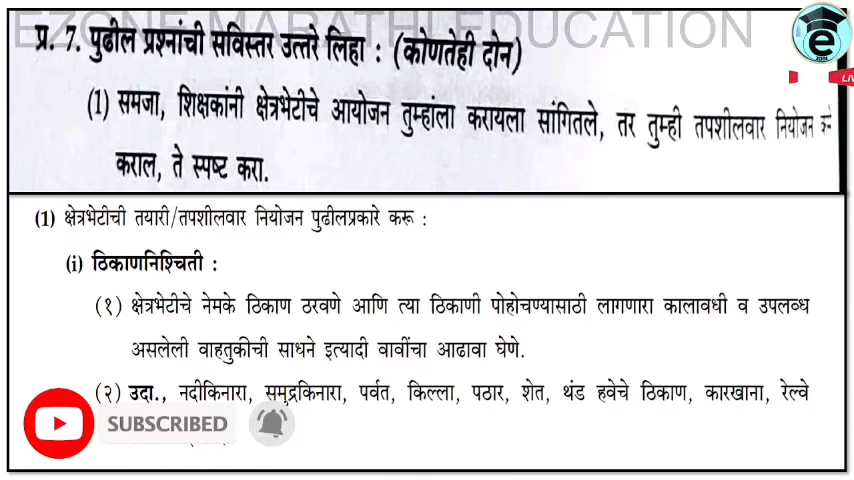 EZONE MARATHI EDUCATION
प्र. 7. पुढील प्रश्नांची सविस्तर उत्तरे लिहा : (कोणतेही दोन)
(1) समजा, शिक्षकांनी क्षेत्रभेटीचे आयोजन तुम्हांला करायला सांगितले, तर तुम्ही तपशीलवार नियोजन
कराल, ते स्पष्ट करा.
(1) क्षेत्रभेटीची तयारी/तपशीलवार नियोजन पुढीलप्रकारे करू :
(i) ठिकाणनिश्चिती :
(१) क्षेत्रभेटीचे नेमके ठिकाण ठरवणे आणि त्या ठिकाणी पोहोचण्यासाठी लागणारा कालावधी व उपलब्ध
असलेली वाहतुकीची साधने इत्यादी बाबींचा आढावा घेणे.
(२) उदा., नदीकिनारा, समुद्रकिनारा, पर्वत, किल्ला, पठार, शेत, थंड हवेचे ठिकाण, कारखाना, रेल्वे
SUBSCRIBED
e
EZONE
LIV